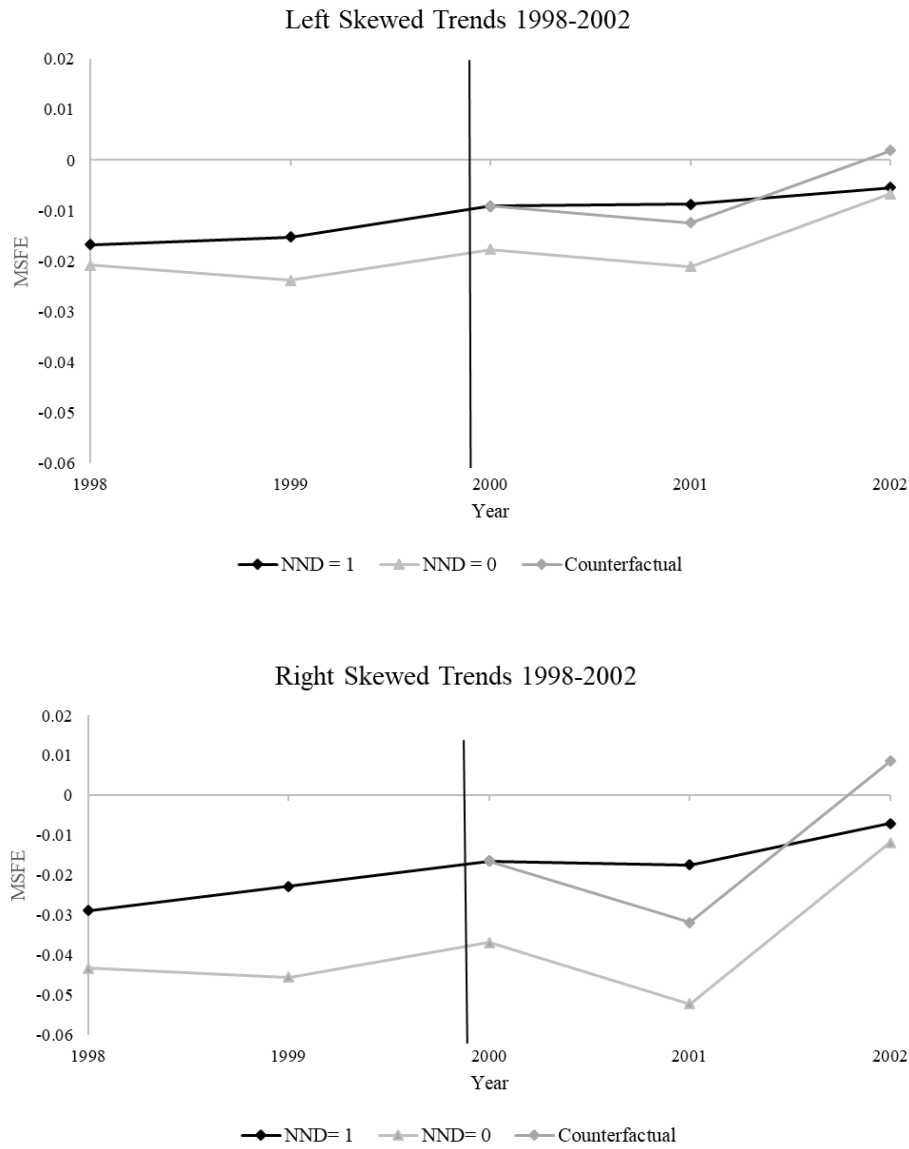 Left Skewed Trends 1998-2002
0.02
0.01
0
-0.01
-0.02
-0.03
-0.04
-0.05
-0.06
MSFE
1998 1999 2000 2001 2002
Year
NND = 1 NND = 0 Counterfactual
Right Skewed Trends 1998-2002
0.02
0.01
0
-0.01
-0.02
-0.03
-0.04
-0.05
-0.06
MSFE
1998 1999 2000 2001 2002
Year
NND= 1 NND= 0 Counterfactual